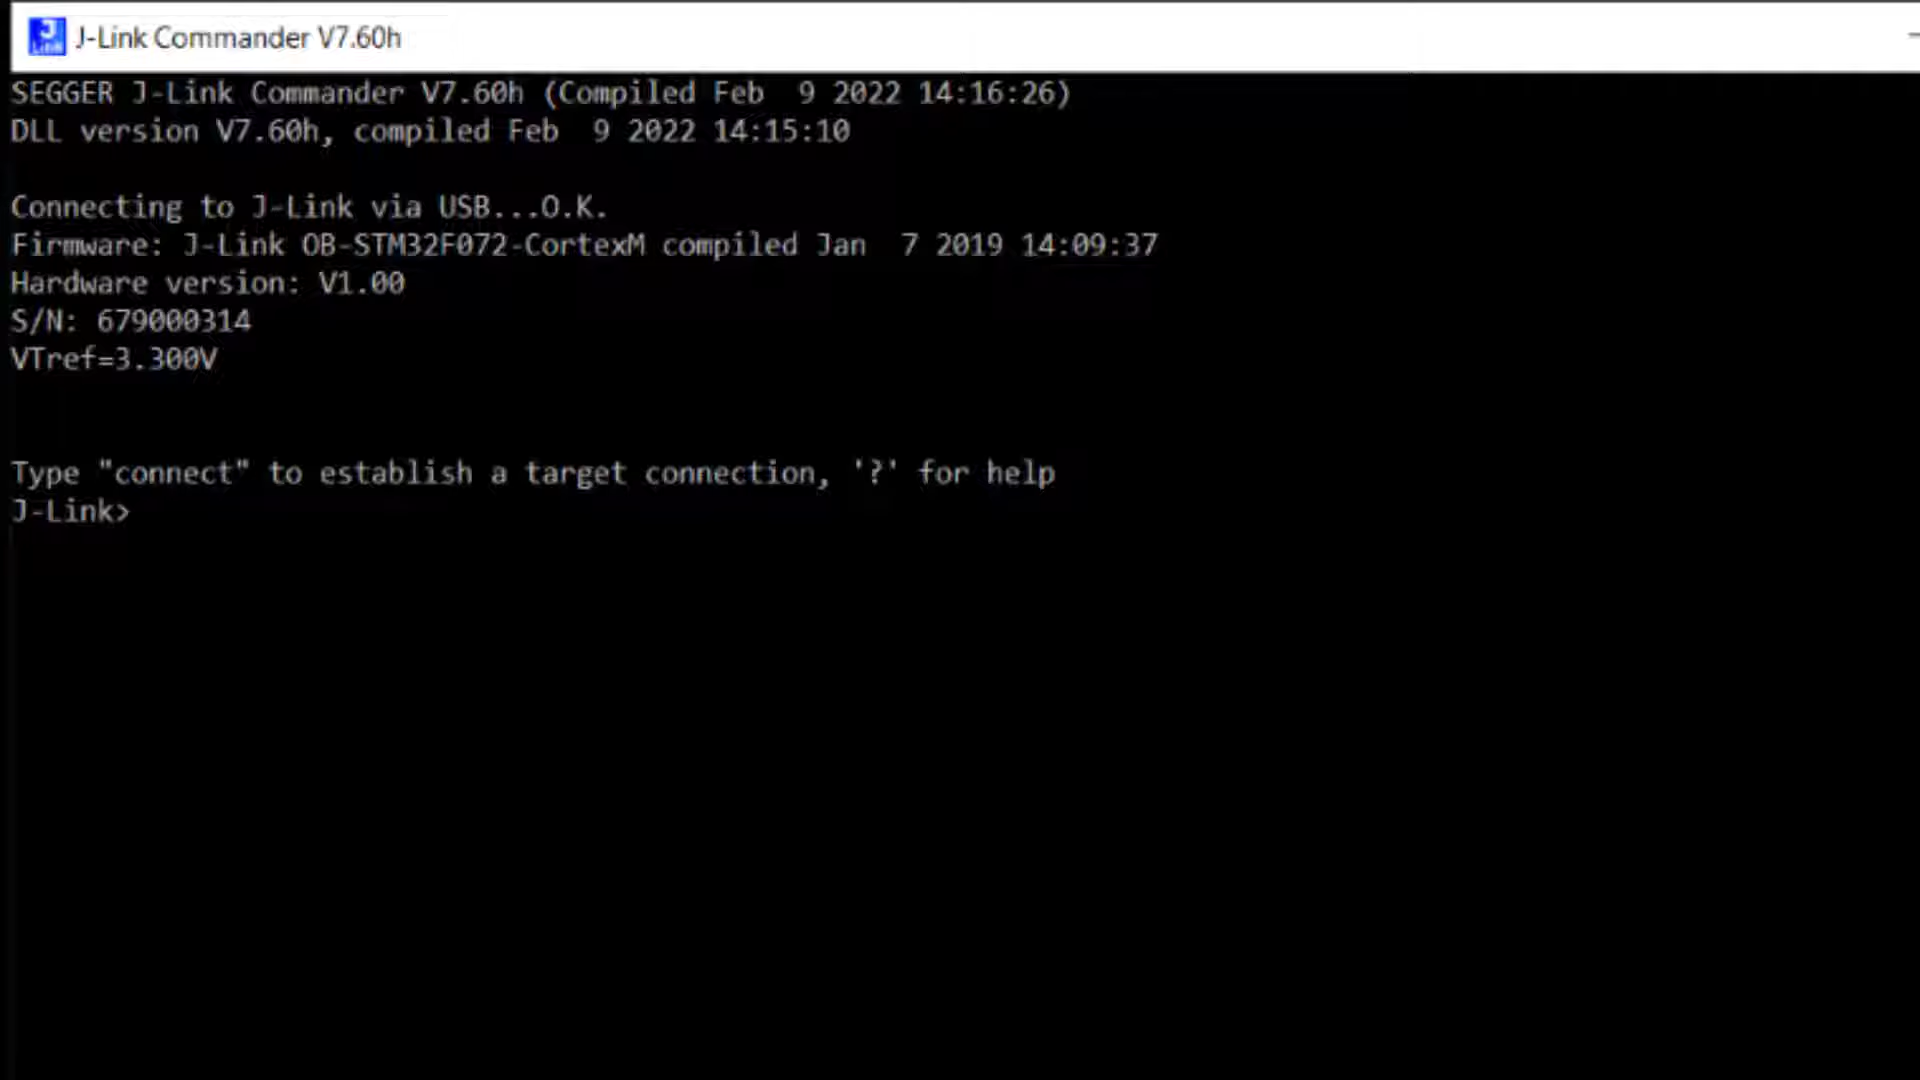 J-Link Commander V7.60h
SEGGER J-Link Commander V7.60h (Compiled Feb  9 2022 14:16:26)
DLL version V7.60h, compiled Feb  9 2022 14:15:10
Connecting to J-Link via USB...O.K.
Firmware: J-Link OB-STM32F072-CortexM compiled Jan  7 2019 14:09:37
Hardware version: V1.00
S/N: 679000314
VTref=3.300V
Type "connect" to establish a target connection, '?' for help
J-Link>